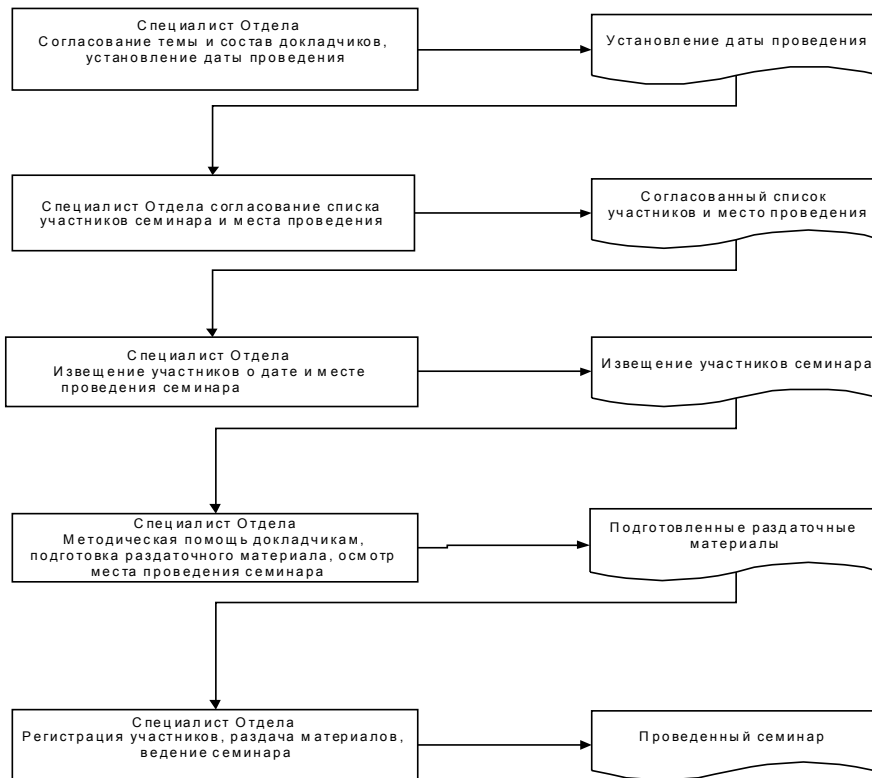 Специалист Отдела
Согласование темы и состав докладчиков,
установление даты проведения
Установление даты проведения
Специалист Отдела согласование списка
участников семинара и места проведения
Согласованный список
участников и место проведения
Специалист Отдела
Извещение участников о дате и месте
проведения семинара
Извещение участников семинара
Специалист Отдела
Методическая помощь докладчикам,
подготовка раздаточного материала, осмотр
места проведения семинара
Подготовленные раздаточные
материалы
Специалист Отдела
Регистрация участников, раздача материалов,
ведение семинара
Проведенный семинар